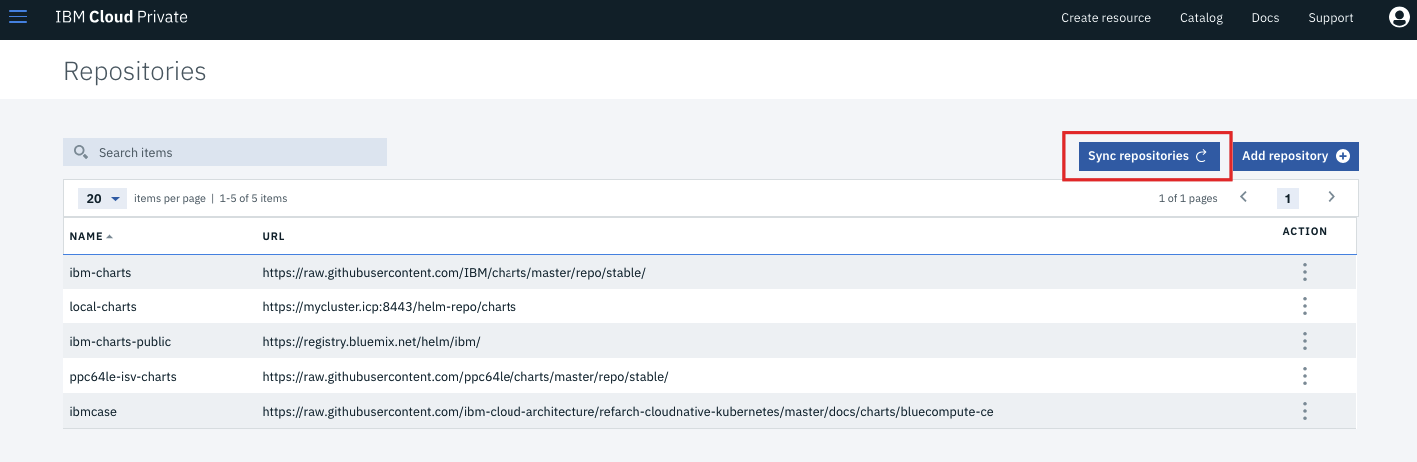 IBM Cloud Private Create resource Catalog Docs Support
Repositories
Search items Sync repositories Add repository
20 items per page | 1-5 of 5 items 1 of 1 pages 1
NAME URL ACTION
ibm-charts https://raw.githubusercontent.com/IBM/charts/master/repo/stable/
local-charts https://mycluster.icp:8443/helm-repo/charts
ibm-charts-public https://registry.bluemix.net/helm/ibm/
ppc64le-isv-charts https://raw.githubusercontent.com/ppc64le/charts/master/repo/stable/
ibmcase https://raw.githubusercontent.com/ibm-cloud-architecture/refarch-cloudnative-kubernetes/master/docs/charts/bluecompute-ce